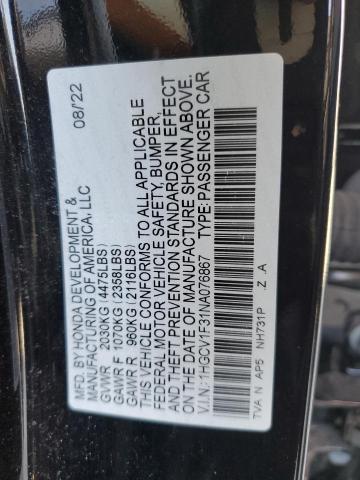 MFD. BY HONDA DEVELOPMENT & 08/22
MANUFACTURING OF AMERICA, LLC
GVWR 2030KG (4475LBS)
GAWR F 1070KG (2358LBS)
GAWR R 960KG (2116LBS)
THIS VEHICLE CONFORMS TO ALL APPLICABLE
FEDERAL MOTOR VEHICLE SAFETY, BUMPER,
AND THEFT PREVENTION STANDARDS IN EFFECT
ON THE DATE OF MANUFACTURE SHOWN ABOVE.
V.I.N.: 1HGCV1F31NA076867 TYPE: PASSENGER CAR
TVA N AP5 NH731P .Z .A